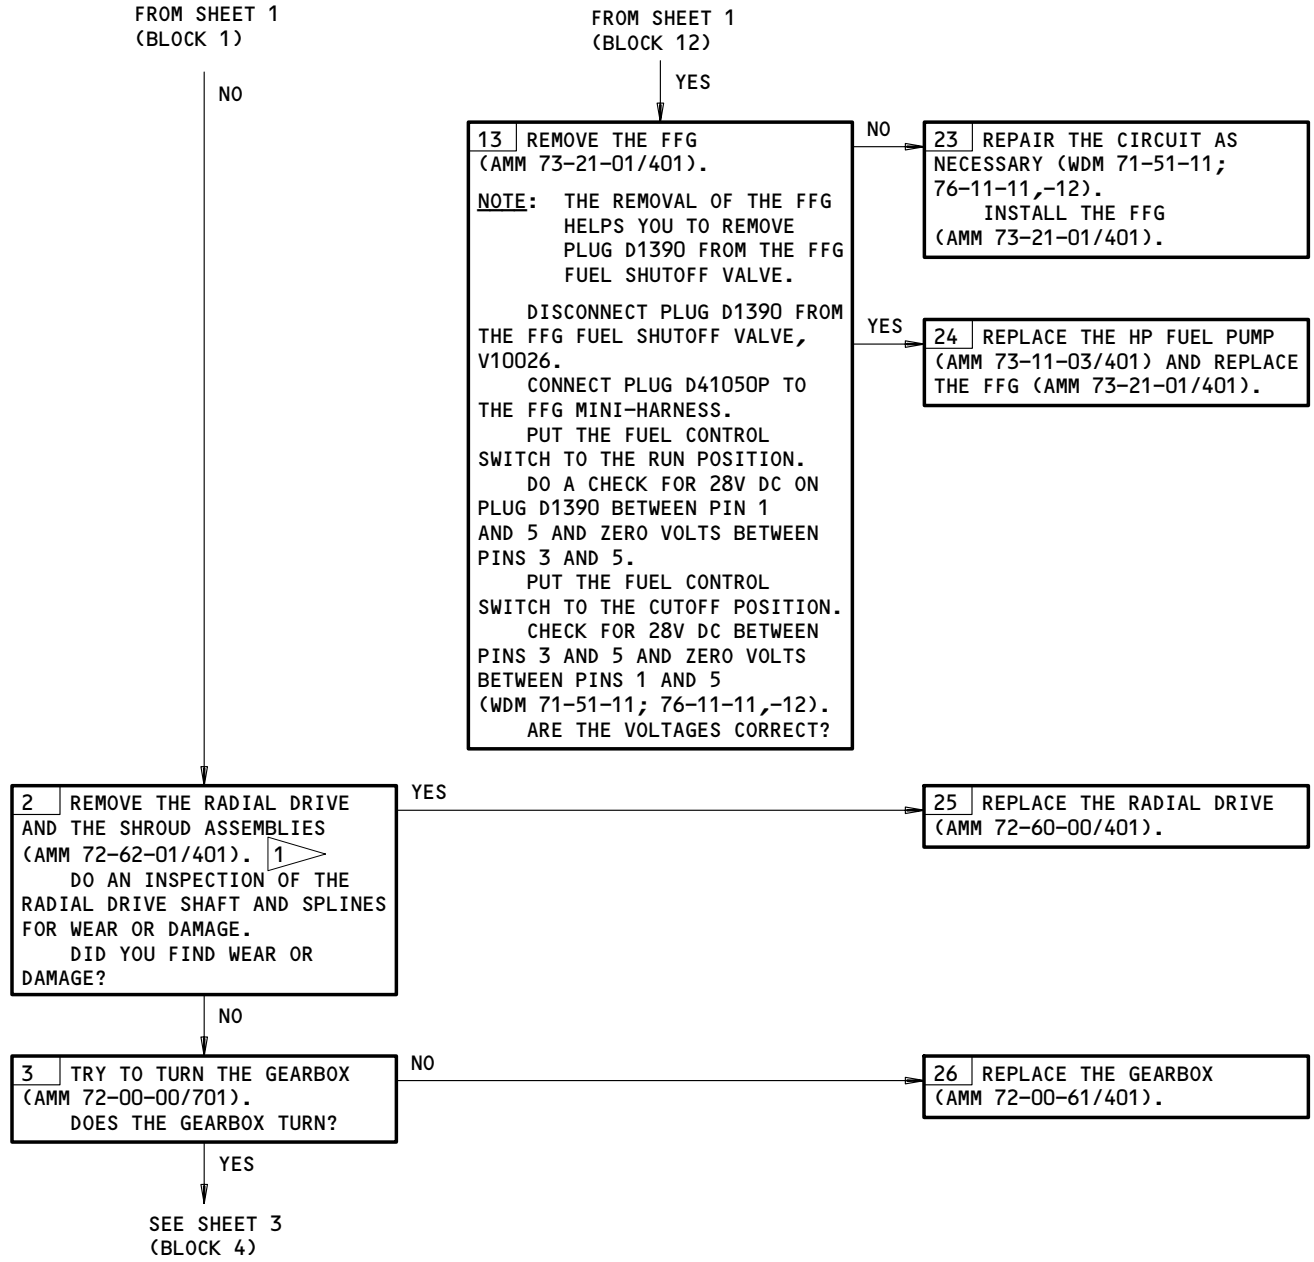 FROM SHEET 1
(BLOCK 1)
NO
FROM SHEET 1
(BLOCK 12)
YES
13 REMOVE THE FFG
(AMM 73-21-01/401).
NOTE: THE REMOVAL OF THE FFG
HELPS YOU TO REMOVE
PLUG D1390 FROM THE FFG
FUEL SHUTOFF VALVE.
DISCONNECT PLUG D1390 FROM
THE FFG FUEL SHUTOFF VALVE,
V10026.
CONNECT PLUG D41050P TO
THE FFG MINI-HARNESS.
PUT THE FUEL CONTROL
SWITCH TO THE RUN POSITION.
DO A CHECK FOR 28V DC ON
PLUG D1390 BETWEEN PIN 1
AND 5 AND ZERO VOLTS BETWEEN
PINS 3 AND 5.
PUT THE FUEL CONTROL
SWITCH TO THE CUTOFF POSITION.
CHECK FOR 28V DC BETWEEN
PINS 3 AND 5 AND ZERO VOLTS
BETWEEN PINS 1 AND 5
(WDM 71-51-11; 76-11-11,-12).
ARE THE VOLTAGES CORRECT?
NO
23 REPAIR THE CIRCUIT AS
NECESSARY (WDM 71-51-11;
76-11-11,-12).
INSTALL THE FFG
(AMM 73-21-01/401).
YES
24 REPLACE THE HP FUEL PUMP
(AMM 73-11-03/401) AND REPLACE
THE FFG (AMM 73-21-01/401).
2 REMOVE THE RADIAL DRIVE
AND THE SHROUD ASSEMBLIES
(AMM 72-62-01/401). 1
DO AN INSPECTION OF THE
RADIAL DRIVE SHAFT AND SPLINES
FOR WEAR OR DAMAGE.
DID YOU FIND WEAR OR
DAMAGE?
YES
25 REPLACE THE RADIAL DRIVE
(AMM 72-60-00/401).
NO
3 TRY TO TURN THE GEARBOX
(AMM 72-00-00/701).
DOES THE GEARBOX TURN?
NO
26 REPLACE THE GEARBOX
(AMM 72-00-61/401).
YES
SEE SHEET 3
(BLOCK 4)